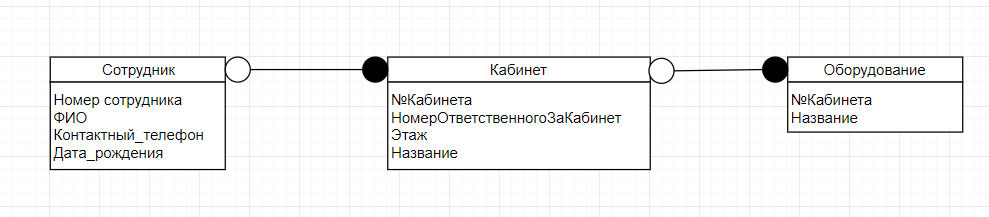 Сотрудник
Номер сотрудника
ФИО
Контактный_телефон
Дата_рождения
Кабинет
№Кабинета
НомерОтветственногоЗаКабинет
Этаж
Название
Оборудование
№Кабинета
Название